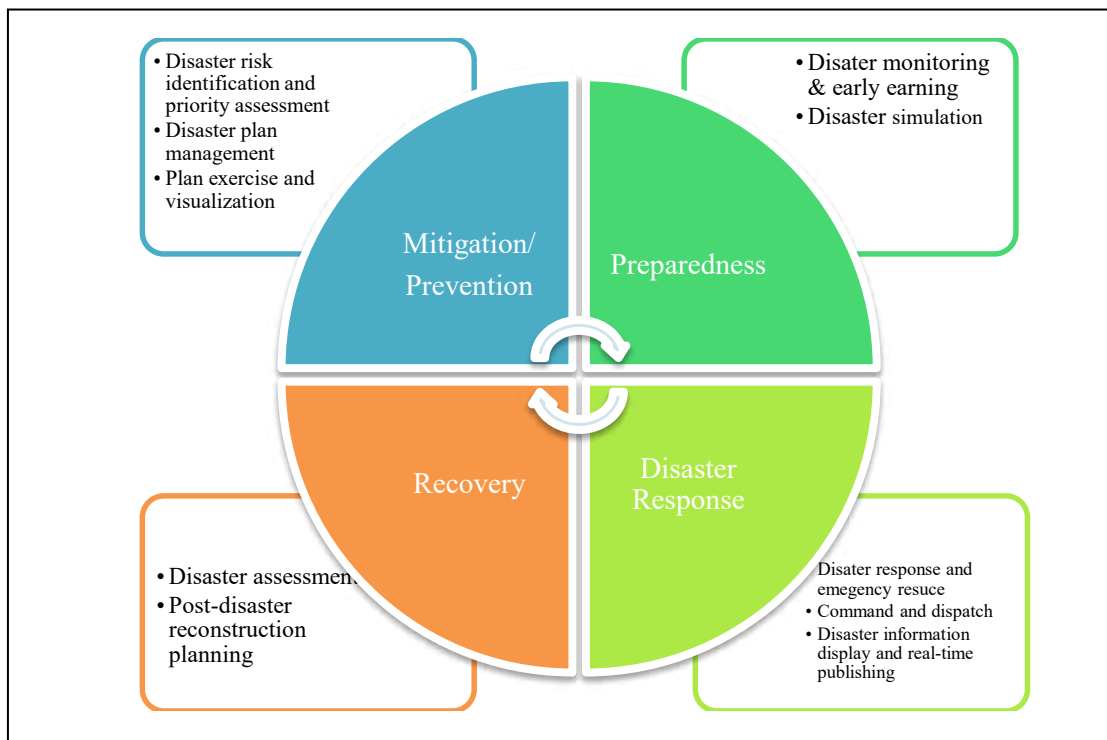 • Disaster risk
identification and
priority assessment
• Disaster plan
management
• Plan exercise and
visualization
• Disater monitoring
& early earning
• Disaster simulation
Mitigation/
Prevention
Preparedness
Recovery
Disaster
Response
• Disaster assessment
• Post-disaster
reconstruction
planning
Disater response and
emegency resuce
• Command and dispatch
• Disaster information
display and real-time
publishing